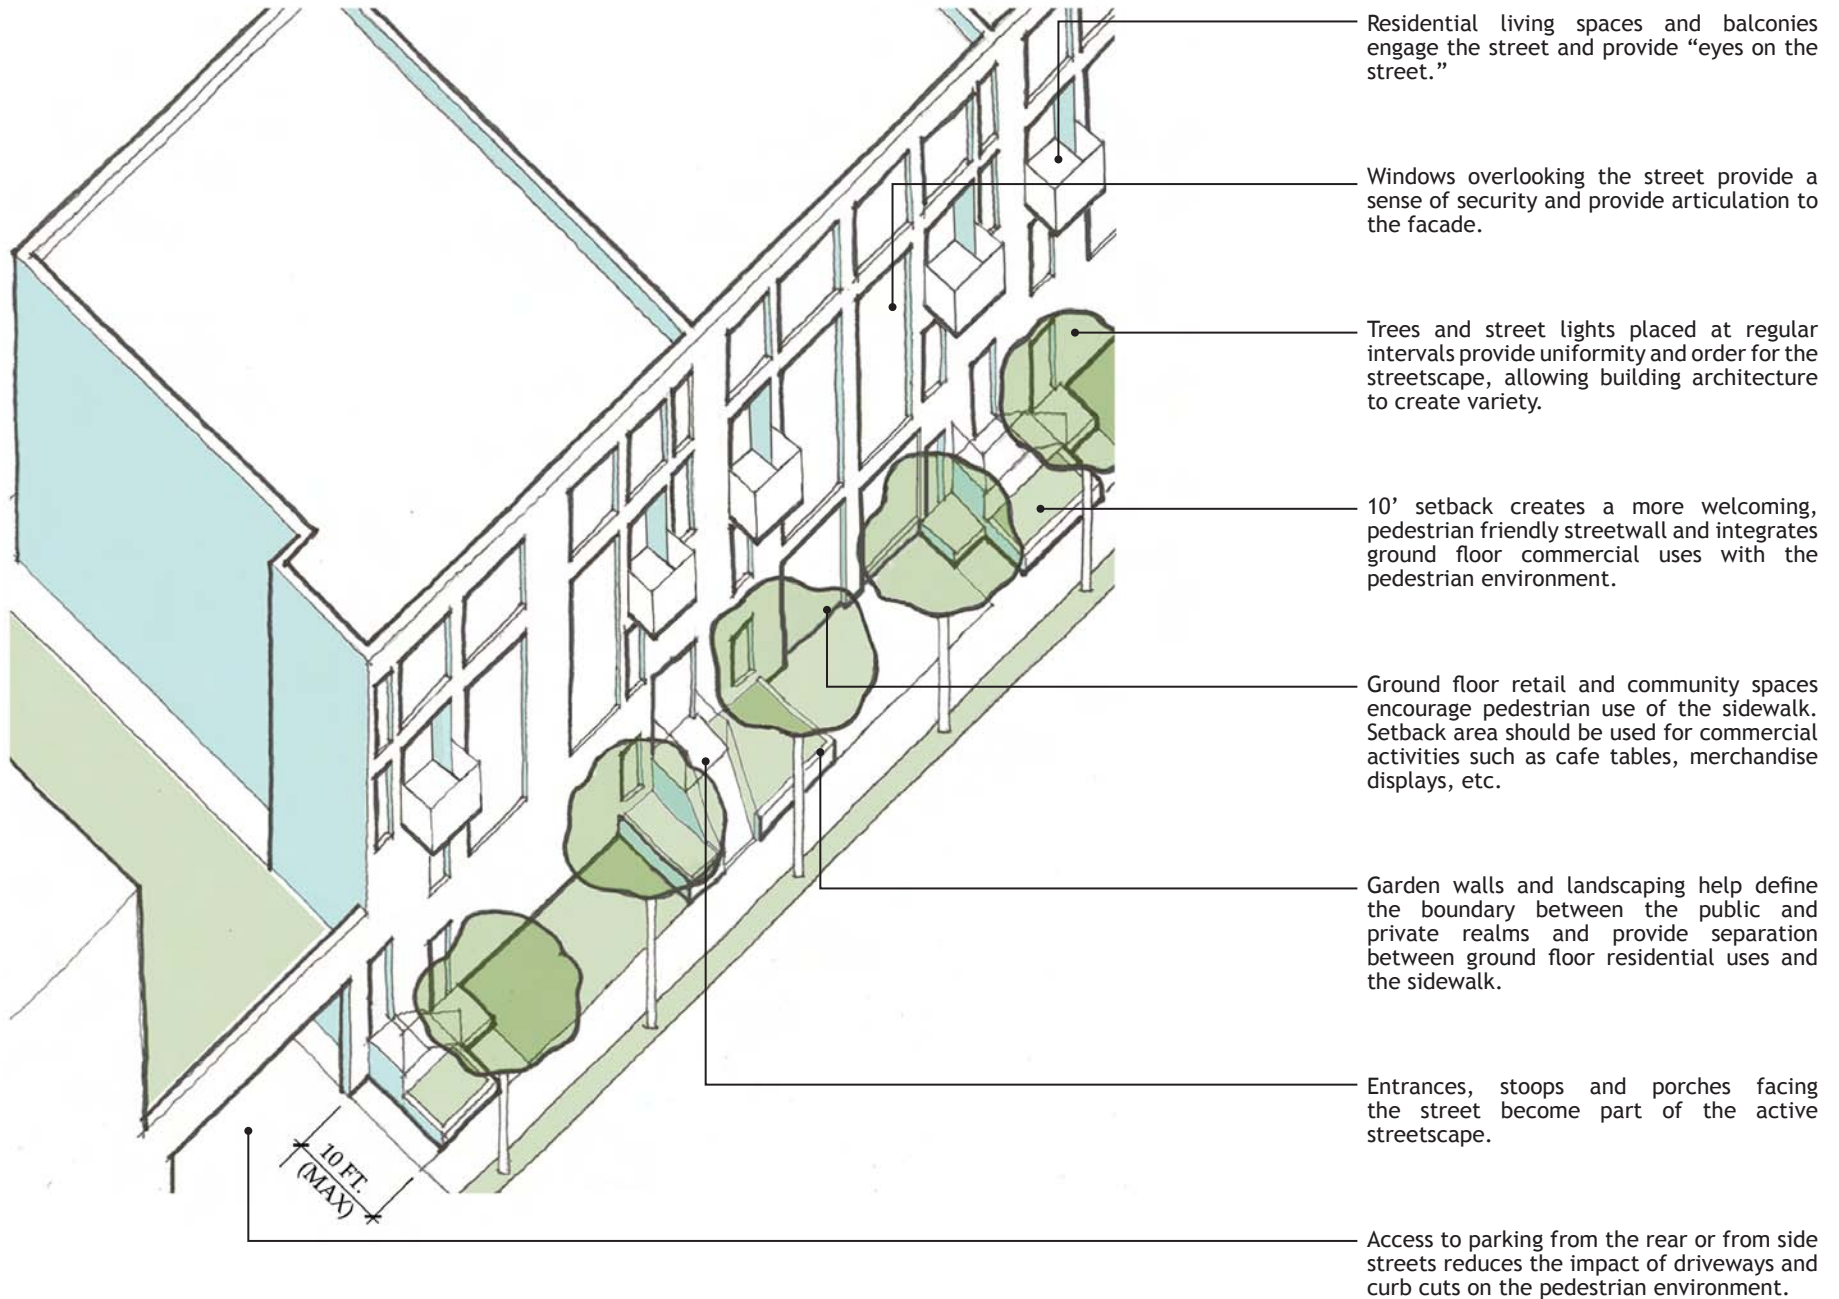 Residential living spaces and balconies
engage the street and provide “eyes on the
street.”
Windows overlooking the street provide a
sense of security and provide articulation to
the facade.
Trees and street lights placed at regular
intervals provide uniformity and order for the
streetscape, allowing building architecture
to create variety.
10’ setback creates a more welcoming,
pedestrian friendly streetwall and integrates
ground floor commercial uses with the
pedestrian environment.
Ground floor retail and community spaces
encourage pedestrian use of the sidewalk.
Setback area should be used for commercial
activities such as cafe tables, merchandise
displays, etc.
Garden walls and landscaping help define
the boundary between the public and
private realms and provide separation
between ground floor residential uses and
the sidewalk.
Entrances, stoops and porches facing
the street become part of the active
streetscape.
10 FT.
(MAX)
Access to parking from the rear or from side
streets reduces the impact of driveways and
curb cuts on the pedestrian environment.